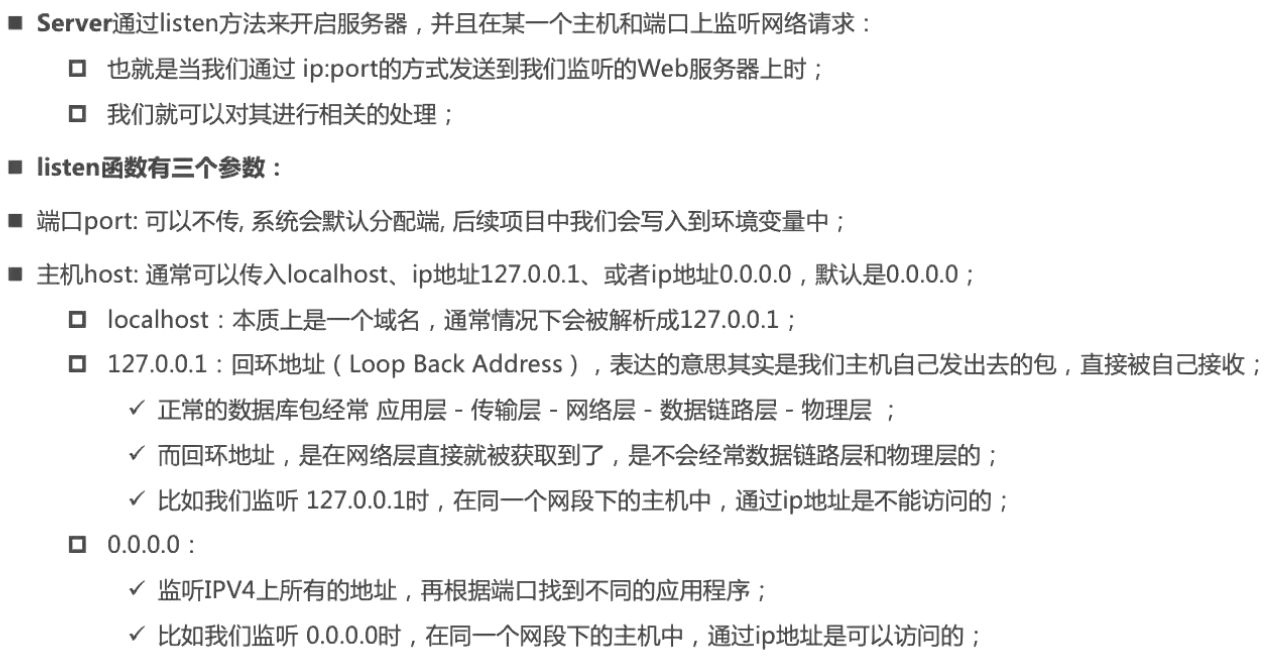 ■ Server通过listen方法来开启服务器，并且在某一个主机和端口上监听网络请求：
也就是当我们通过 ip:port的方式发送到我们监听的Web服务器上时；
我们就可以对其进行相关的处理；
■ listen函数有三个参数：
■ 端口port: 可以不传, 系统会默认分配端, 后续项目中我们会写入到环境变量中；
■ 主机host: 通常可以传入localhost、ip地址127.0.0.1、或者ip地址0.0.0.0，默认是0.0.0.0；
localhost：本质上是一个域名，通常情况下会被解析成127.0.0.1；
127.0.0.1：回环地址（Loop Back Address），表达的意思其实是我们主机自己发出去的包，直接被自己接收；
✓ 正常的数据库包经常 应用层 - 传输层 - 网络层 - 数据链路层 - 物理层 ；
✓ 而回环地址，是在网络层直接就被获取到了，是不会经常数据链路层和物理层的；
✓ 比如我们监听 127.0.0.1时，在同一个网段下的主机中，通过ip地址是不能访问的；
0.0.0.0：
✓ 监听IPV4上所有的地址，再根据端口找到不同的应用程序；
✓ 比如我们监听 0.0.0.0时，在同一个网段下的主机中，通过ip地址是可以访问的；